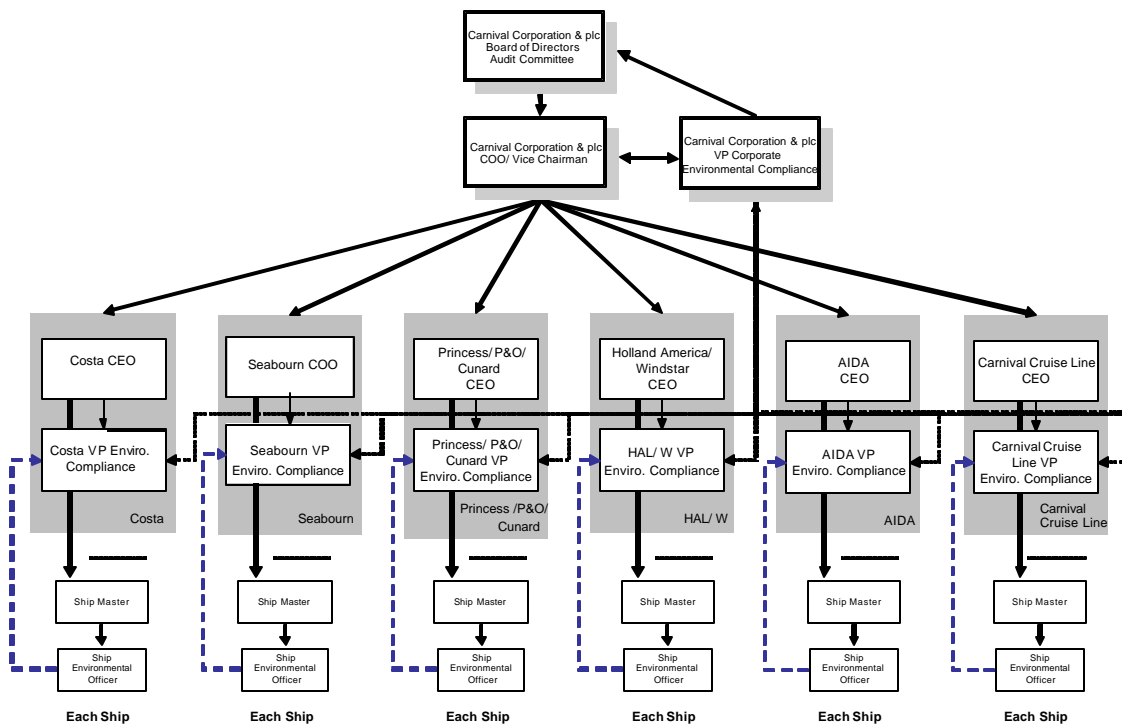 Carnival Corporation & plc
Board of Directors
Audit Committee
Carnival Corporation & plc
COO/ Vice Chairman
Carnival Corporation & plc
VP Corporate
Environmental Compliance
Costa CEO
Seabourn COO
Princess/ P&O/
Cunard
CEO
Holland America/
Windstar
CEO
AIDA
CEO
Carnival Cruise Line
CEO
Costa VP Enviro.
Compliance
Seabourn VP
Enviro. Compliance
Princess/ P&O/
Cunard VP
Enviro. Compliance
HAL/ W VP
Enviro. Compliance
AIDA VP
Enviro. Compliance
Carnival Cruise
Line VP
Enviro. Compliance
Costa
Seabourn
Princess /P&O/
Cunard
HAL/ W
AIDA
Carnival
Cruise Line
Ship Master
Ship Master
Ship Master
Ship Master
Ship Master
Ship Master
Ship
Environmental
Officer
Ship
Environmental
Officer
Ship
Environmental
Officer
Ship
Environmental
Officer
Ship
Environmental
Officer
Ship
Environmental
Officer
Each Ship
Each Ship
Each Ship
Each Ship
Each Ship
Each Ship